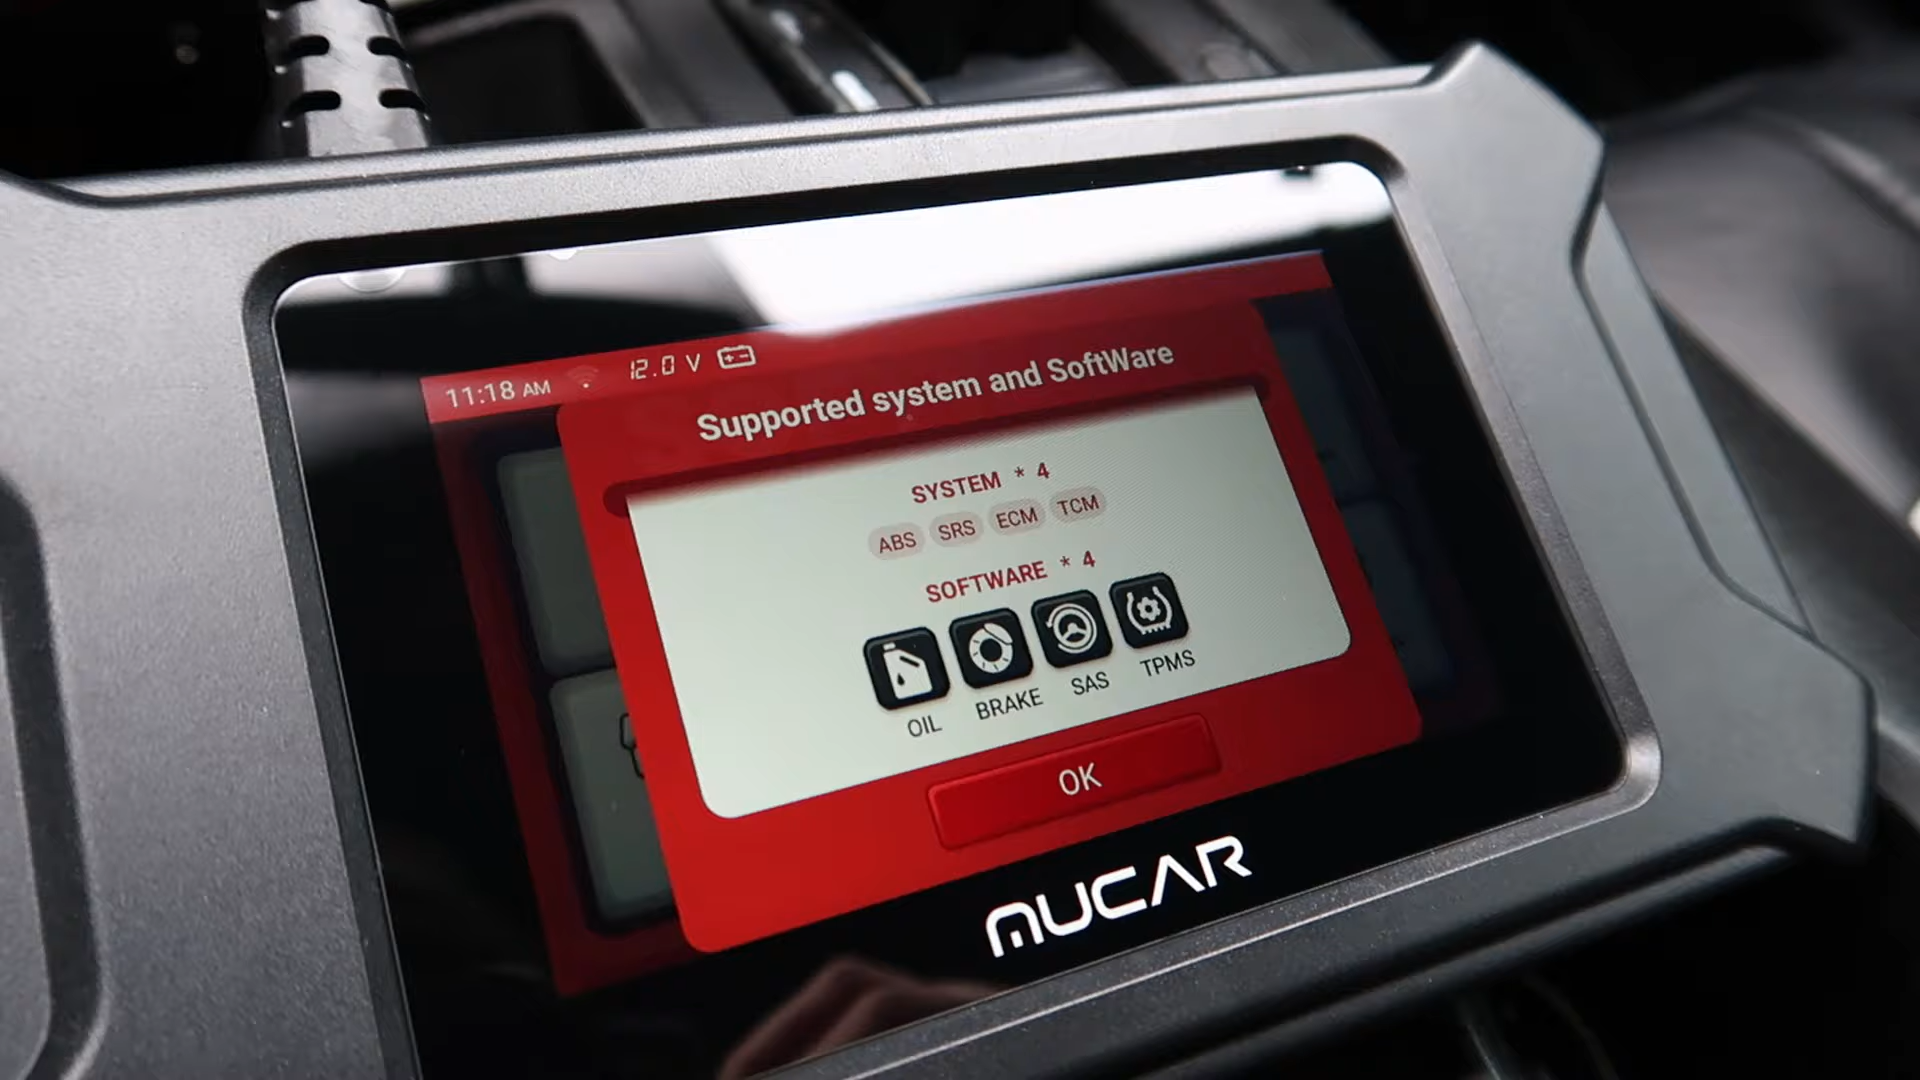 11:18 AM 12.0 V
Supported system and SoftWare
SYSTEM * 4
ABS SRS ECM TCM
SOFTWARE * 4
OIL BRAKE SAS TPMS
OK
MUCAR